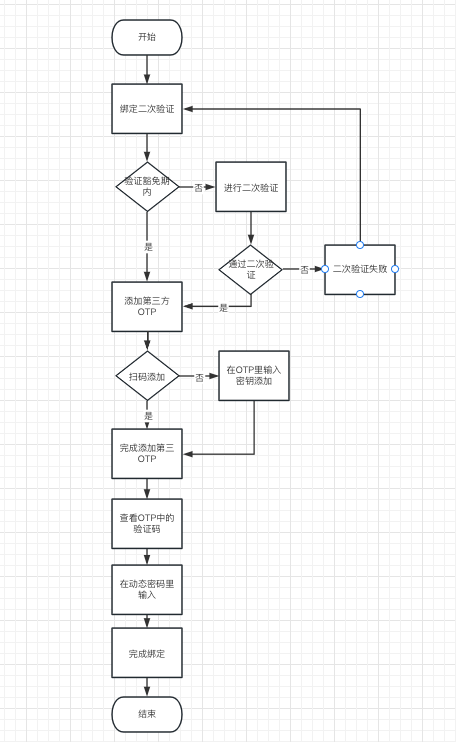 开始
绑定二次验证
验证豁免期
内
否
进行二次验证
是
通过二次验
证
否
二次验证失败
是
添加第三方
OTP
扫码添加
否
在OTP里输入
密钥添加
是
完成添加第三
OTP
查看OTP中的
验证码
在动态密码里
输入
完成绑定
结束